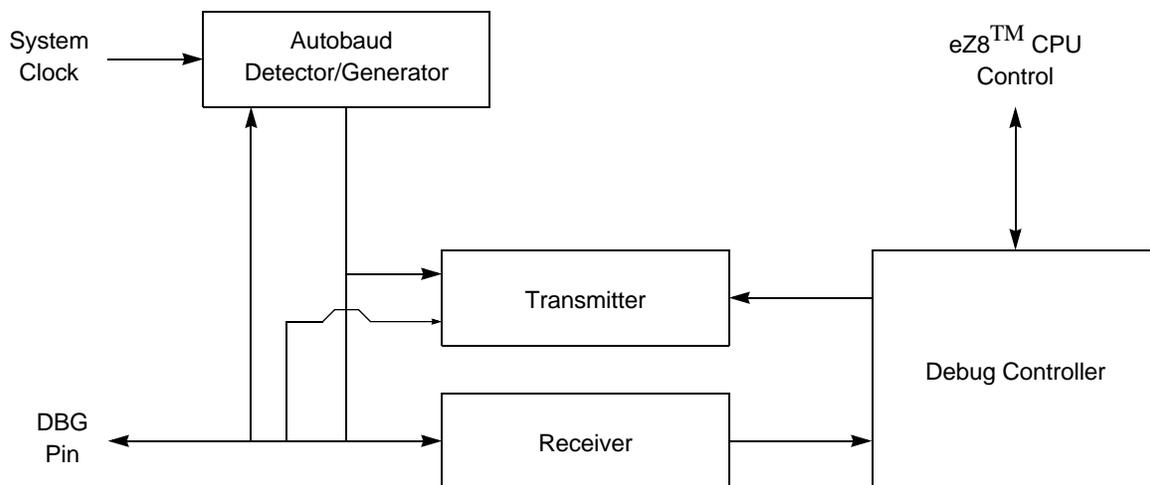 System
Clock
Autobaud
Detector/Generator
eZ8™ CPU
Control
Transmitter
Debug Controller
DBG
Pin
Receiver